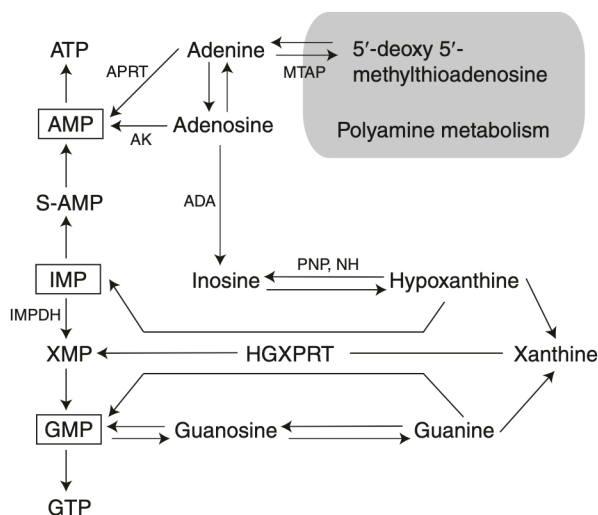 ATP
Adenine
5′-deoxy 5′-
methylthioadenosine
APRT
MTAP
AMP
Adenosine
Polyamine metabolism
AK
S-AMP
ADA
IMP
Inosine
PNP, NH
Hypoxanthine
IMPDH
XMP
HGXPRT
Xanthine
GMP
Guanosine
Guanine
GTP